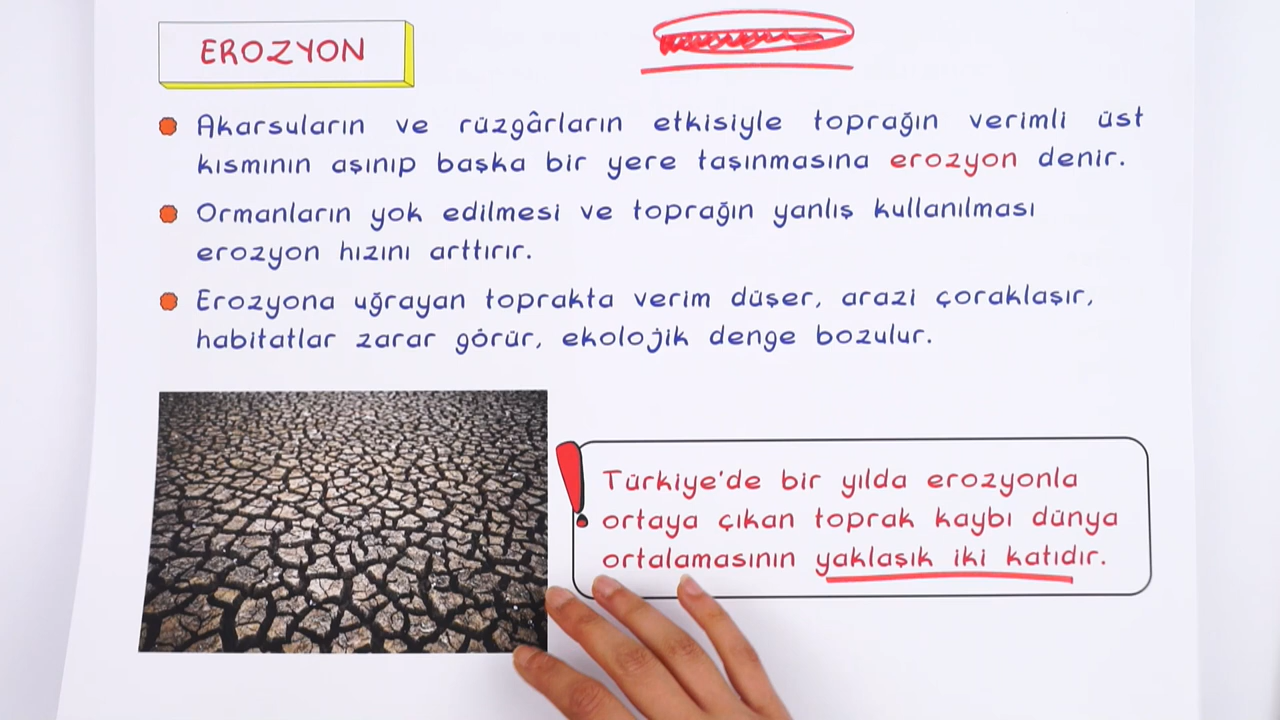 EROZYON
Akarsuların ve rüzgârların etkisiyle toprağın verimli üst
kısmının aşınıp başka bir yere taşınmasına erozyon denir.
Ormanların yok edilmesi ve toprağın yanlış kullanılması
erozyon hızını arttırır.
Erozyona uğrayan toprakta verim düşer, arazi çoraklaşır,
habitatlar zarar görür, ekolojik denge bozulur.
Türkiye'de bir yılda erozyonla
ortaya çıkan toprak kaybı dünya
ortalamasının yaklaşık iki katıdır.